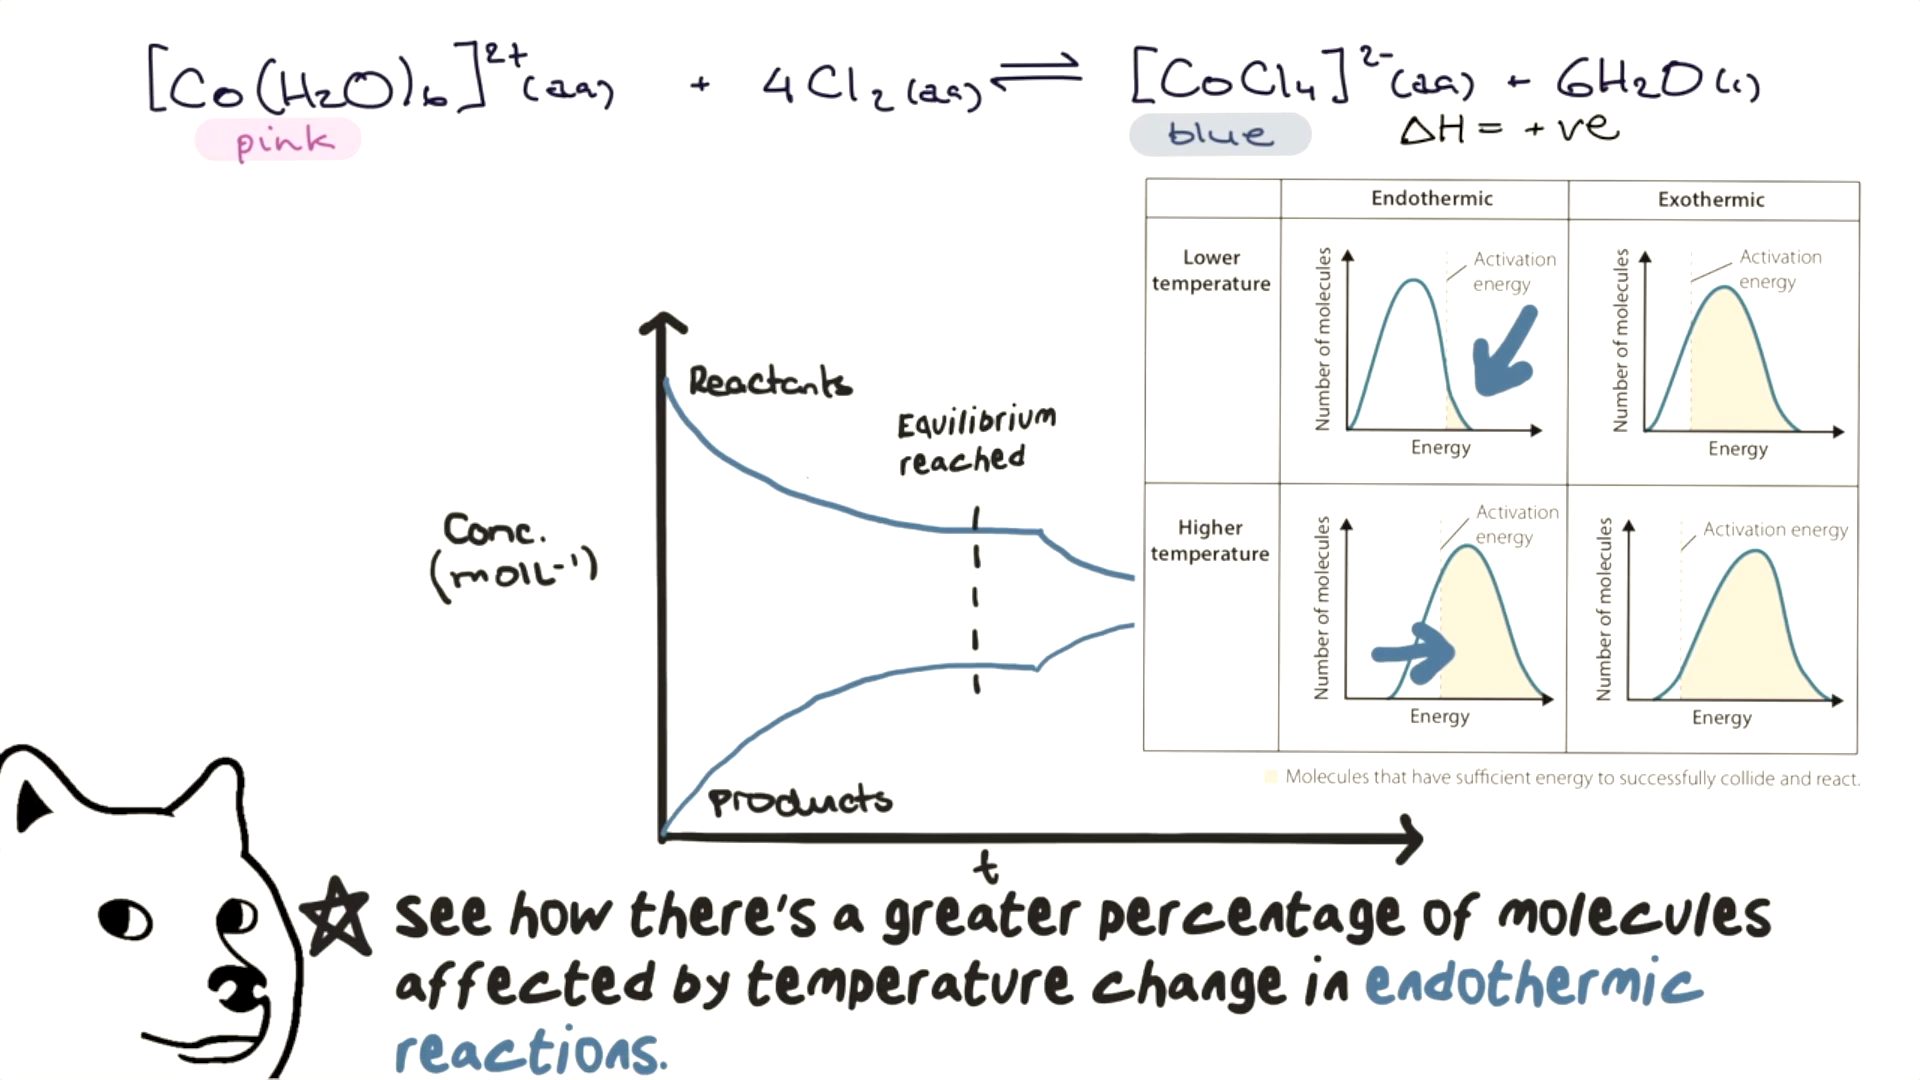 [Co(H2O)6]2+(aq) + 4Cl2(aq) ⇌ [CoCl4]2-(aq) + 6H2O(l)
pink
blue
ΔH = +ve
Endothermic
Exothermic
Lower
temperature
Number of molecules
Activation
energy
Energy
Number of molecules
Activation
energy
Energy
Higher
temperature
Number of molecules
Activation
energy
Energy
Number of molecules
Activation energy
Energy
Molecules that have sufficient energy to successfully collide and react.
Reactants
Equilibrium
reached
Conc.
(molL-1)
products
t
see how there's a greater percentage of molecules
affected by temperature change in endothermic
reactions.